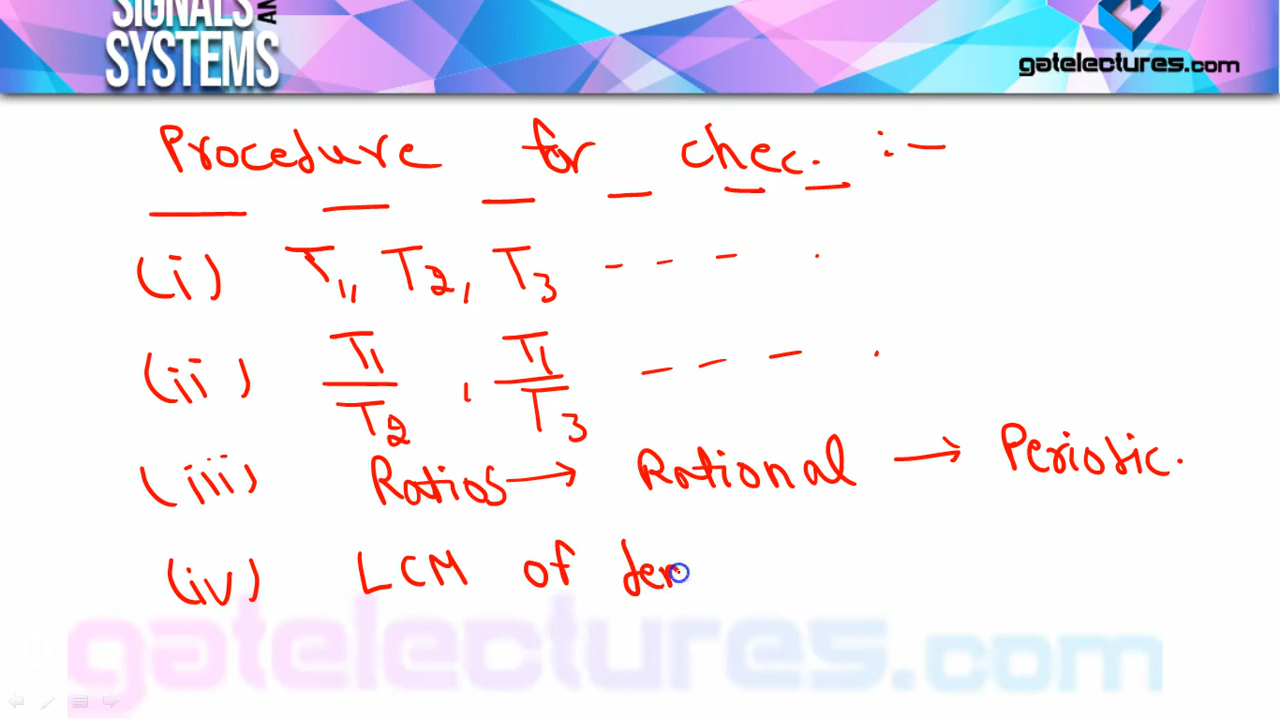 SIGNALS AND
SYSTEMS
gatelectures.com
Procedure for chec. :-
(i) T1, T2, T3 ---- .
(ii) T1/T2 , T1/T3 --- .
(iii) Ratios → Rational → Periodic.
(iv) LCM of den
gatelectures.com